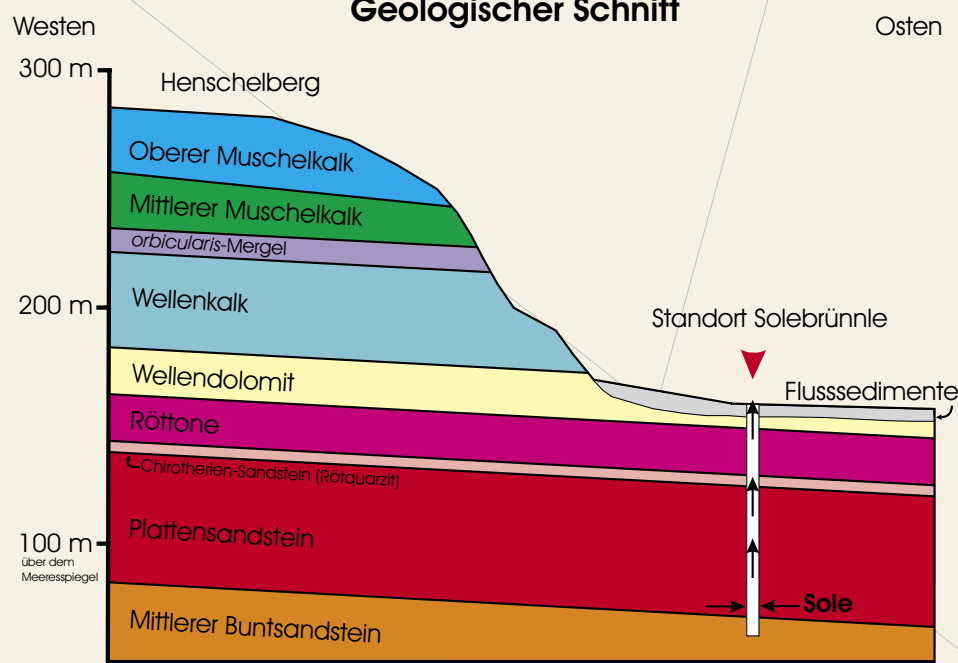 Geologischer Schnitt
Westen
Osten
300 m
Henschelberg
Oberer Muschelkalk
Mittlerer Muschelkalk
orbicularis-Mergel
200 m
Wellenkalk
Standort Solebrünnle
Wellendolomit
Flusssedimente
Röttone
Chirotherien-Sandstein (Rötquarzit)
Plattensandstein
100 m
über dem
Meeresspiegel
Sole
Mittlerer Buntsandstein